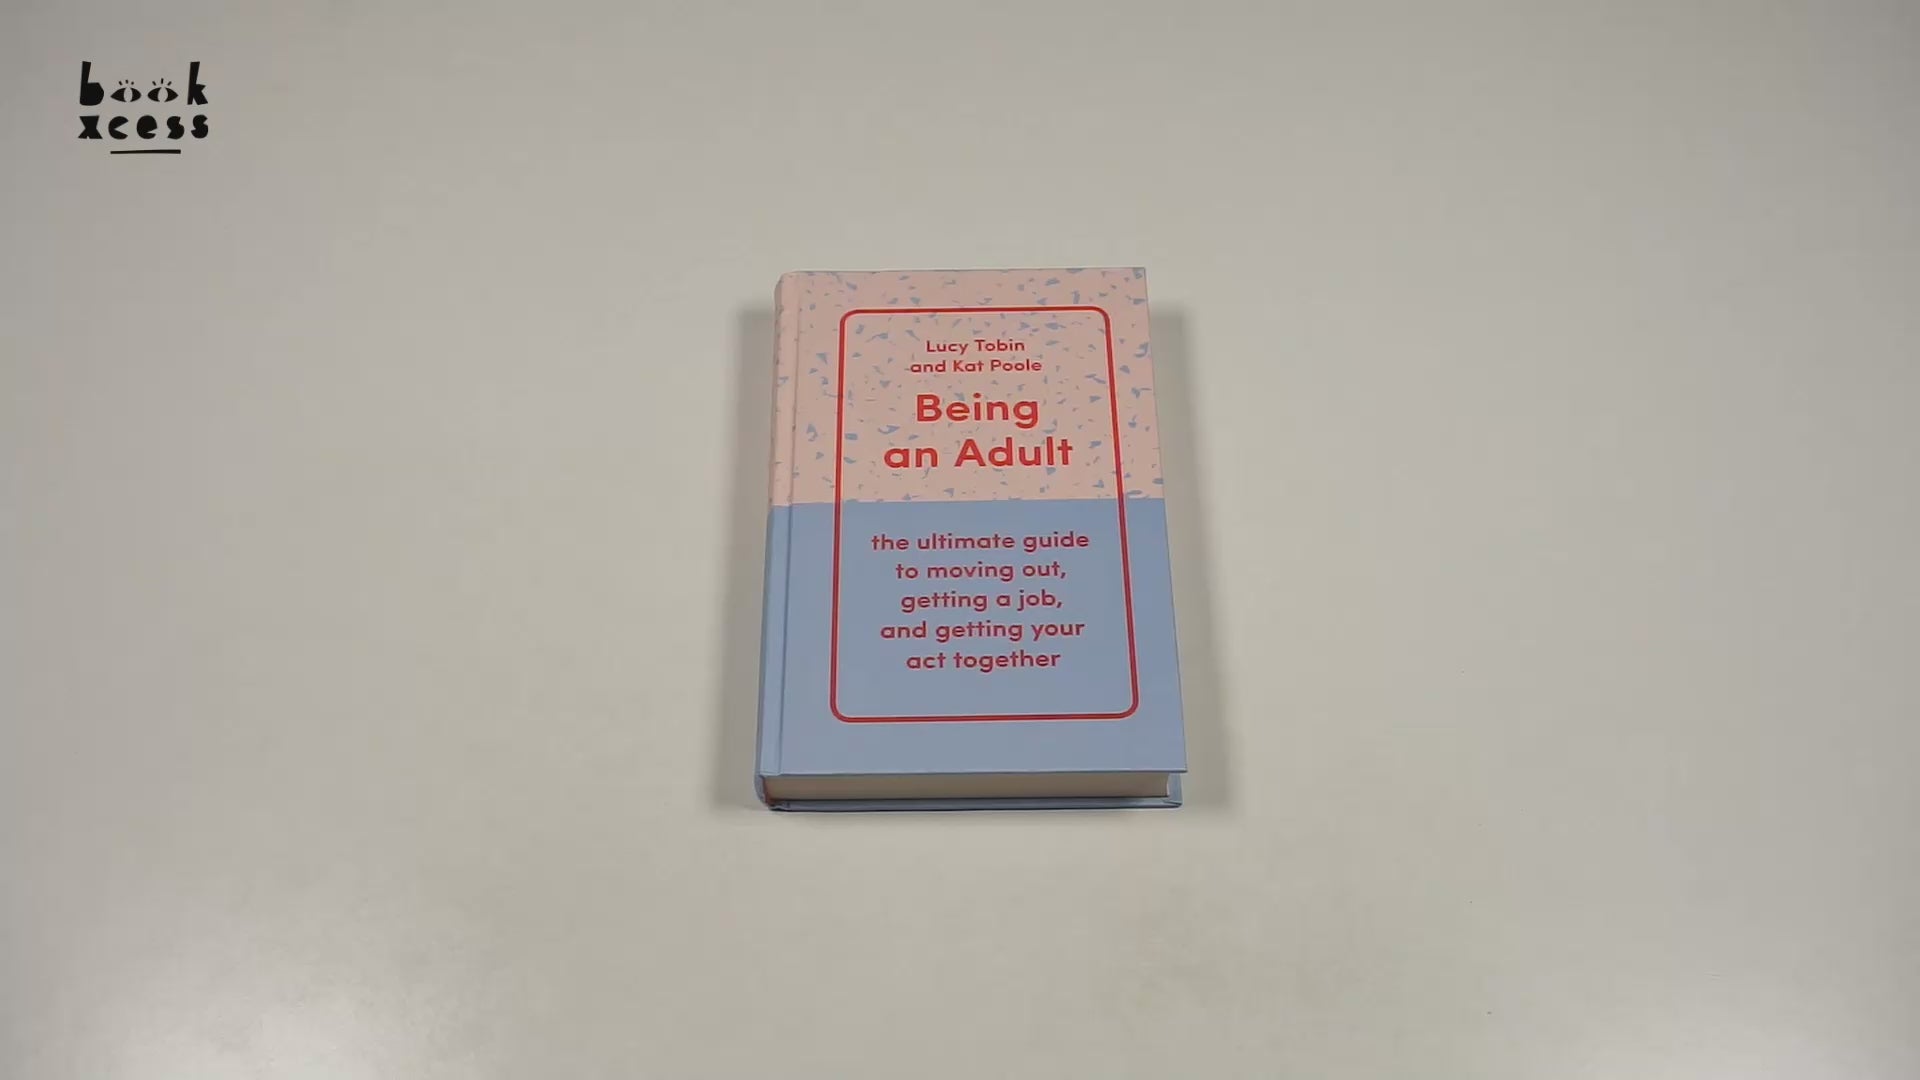 book
xcess
Lucy Tobin
and Kat Poole
Being
an Adult
the ultimate guide
to moving out,
getting a job,
and getting your
act together